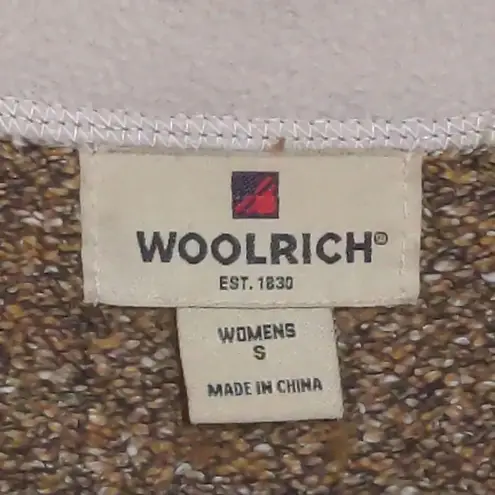 WOOLRICH®
EST. 1830
WOMENS
S
MADE IN CHINA